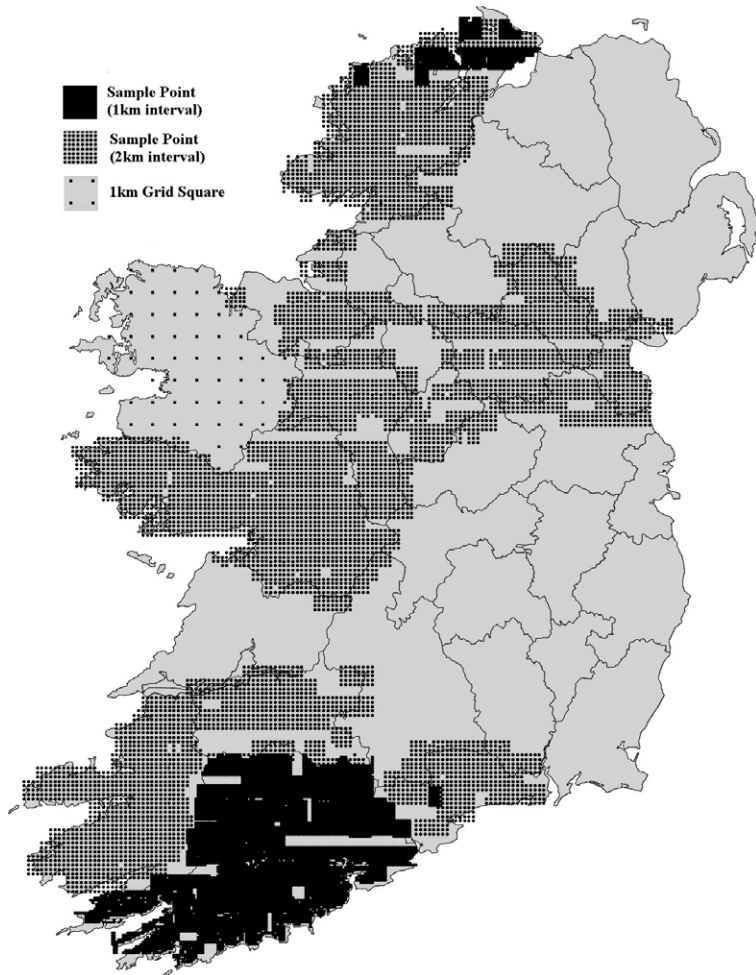 Sample Point
(1km interval)
Sample Point
(2km interval)
1km Grid Square